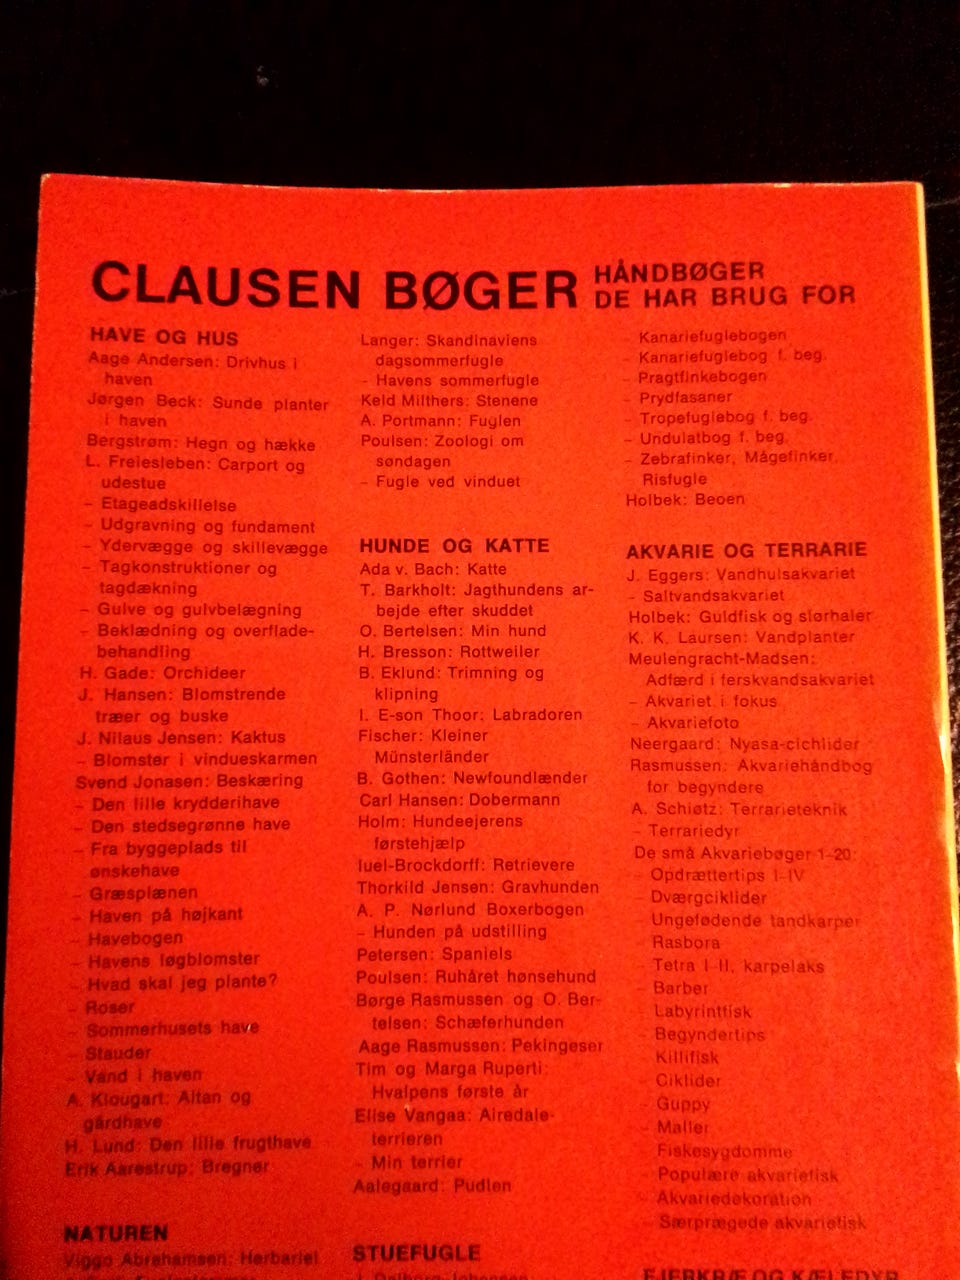 CLAUSEN BØGER HÅNDBØGER
DE HAR BRUG FOR
HAVE OG HUS
Aage Andersen: Drivhus i
haven
Jørgen Beck: Sunde planter
i haven
Bergstrøm: Hegn og hække
L. Freiesleben: Carport og
udestue
– Etageadskillelse
– Udgravning og fundament
– Ydervægge og skillevægge
– Tagkonstruktioner og
tagdækning
– Gulve og gulvbelægning
– Beklædning og overflade-
behandling
H. Gade: Orchideer
J. Hansen: Blomstrende
træer og buske
J. Nilaus Jensen: Kaktus
– Blomster i vindueskarmen
Svend Jonasen: Beskæring
– Den lille krydderihave
– Den stedsegrønne have
– Fra byggeplads til
ønskehave
– Græsplænen
– Haven på højkant
– Havebogen
– Havens løgblomster
– Hvad skal jeg plante?
– Roser
– Sommerhusets have
– Stauder
– Vand i haven
A. Klougart: Altan og
gårdhave
H. Lund: Den lille frugthave
Erik Aarestrup: Bregner
NATUREN
Viggo Abrahamsen: Herbariet
Langer: Skandinaviens
dagsommerfugle
– Havens sommerfugle
Keld Milthers: Stenene
A. Portmann: Fuglen
Poulsen: Zoologi om
søndagen
– Fugle ved vinduet
HUNDE OG KATTE
Ada v. Bach: Katte
T. Barkholt: Jagthundens ar-
bejde efter skuddet
O. Bertelsen: Min hund
H. Bresson: Rottweiler
B. Eklund: Trimning og
klipning
I. E-son Thoor: Labradoren
Fischer: Kleiner
Münsterländer
B. Gothen: Newfoundlænder
Carl Hansen: Dobermann
Holm: Hundeejerens
førstehjælp
Iuel-Brockdorff: Retrievere
Thorkild Jensen: Gravhunden
A. P. Nørlund Boxerbogen
– Hunden på udstilling
Petersen: Spaniels
Poulsen: Ruhåret hønsehund
Børge Rasmussen og O. Ber-
telsen: Schæferhunden
Aage Rasmussen: Pekingeser
Tim og Marga Ruperti:
Hvalpens første år
Elise Vangaa: Airedale-
terrieren
– Min terrier
Aalegaard: Pudlen
STUEFUGLE
Kanariefuglebogen
– Kanariefuglebog f. beg.
– Pragtfinkebogen
– Prydfasaner
– Tropefuglebog f. beg.
– Undulatbog f. beg.
– Zebrafinker, Mågefinker,
Risfugle
Holbek: Beoen
AKVARIE OG TERRARIE
J. Eggers: Vandhulsakvariet
– Saltvandsakvariet
Holbek: Guldfisk og slørhaler
K. K. Laursen: Vandplanter
Meulengracht-Madsen:
Adfærd i ferskvandsakvariet
– Akvariet i fokus
– Akvariefoto
Neergaard: Nyasa-cichlider
Rasmussen: Akvariehåndbog
for begyndere
A. Schiøtz: Terrarieteknik
– Terrariedyr
De små Akvariebøger 1–20:
Opdrættertips I–IV
Dværgciklider
Ungefødende tandkarper
Rasbora
– Tetra I–II, karpelaks
– Barber
– Labyrintfisk
– Begyndertips
– Killifisk
– Ciklider
– Guppy
– Maller
– Fiskesygdomme
– Populære akvariefisk
– Akvariedekoration
– Særprægede akvariefisk
FJERKRÆ OG KÆLEDYR